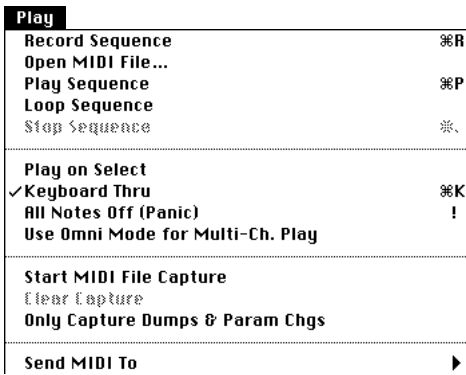 Play
Record Sequence ⌘R
Open MIDI File...
Play Sequence ⌘P
Loop Sequence
Stop Sequence ⌘.
Play on Select
✓Keyboard Thru ⌘K
All Notes Off (Panic) !
Use Omni Mode for Multi-Ch. Play
Start MIDI File Capture
Clear Capture
Only Capture Dumps & Param Chgs
Send MIDI To ▶